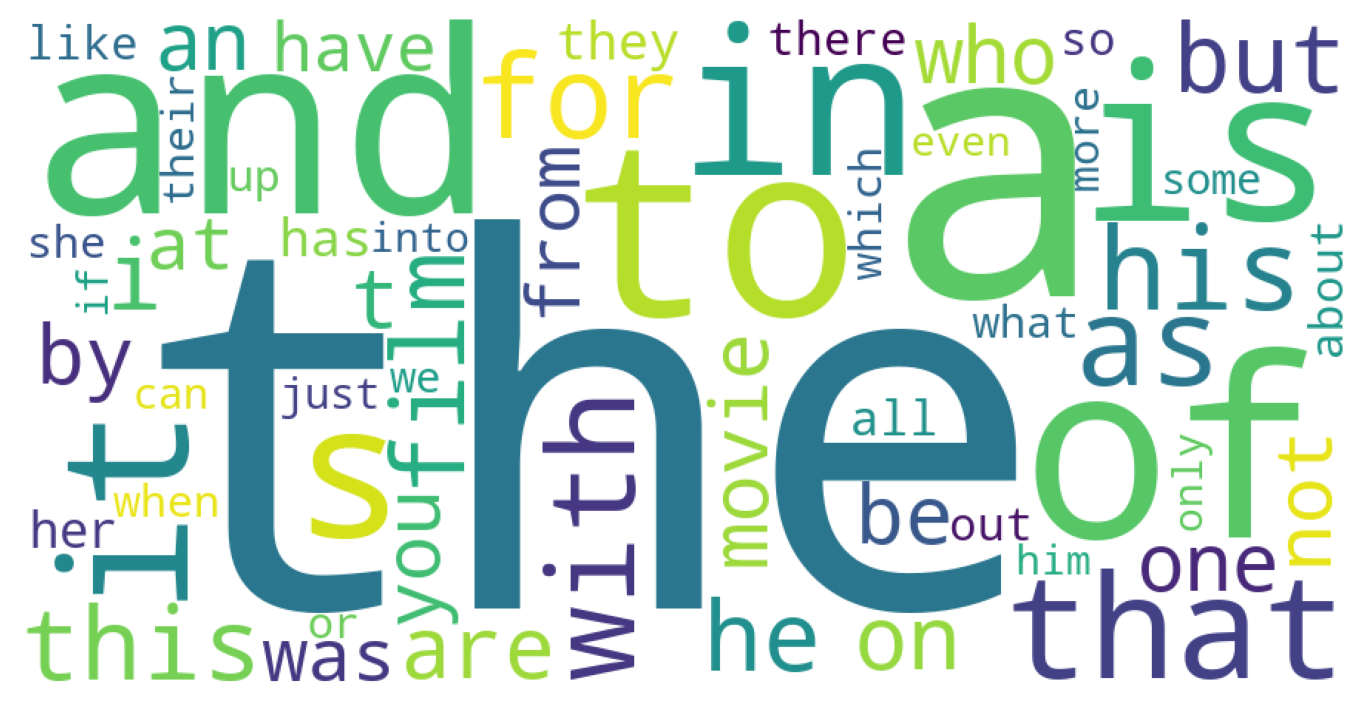 like
an
have
they
there
who
so
but
and
for
in
a
is
their
up
from
to
which
even
more
some
she
i
at
has
into
his
about
if
t
film
what
as
by
can
the
just
we
movie
all
of
only
not
it
s
when
you
with
be
out
her
him
one
this
or
was
are
he
on
that